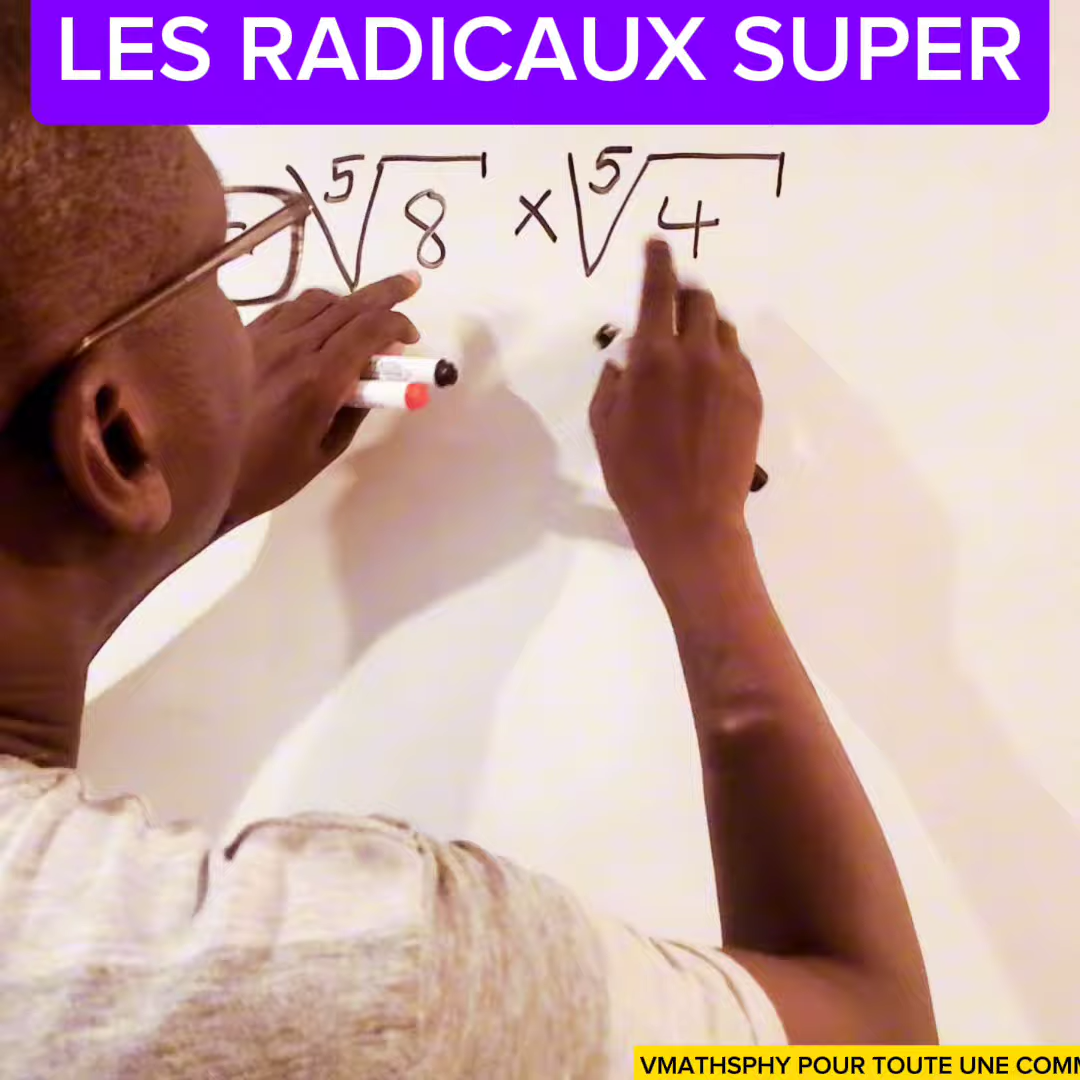 LES RADICAUX SUPER
⁵√8 × ⁵√4
VMATHSPHY POUR TOUTE UNE COMM